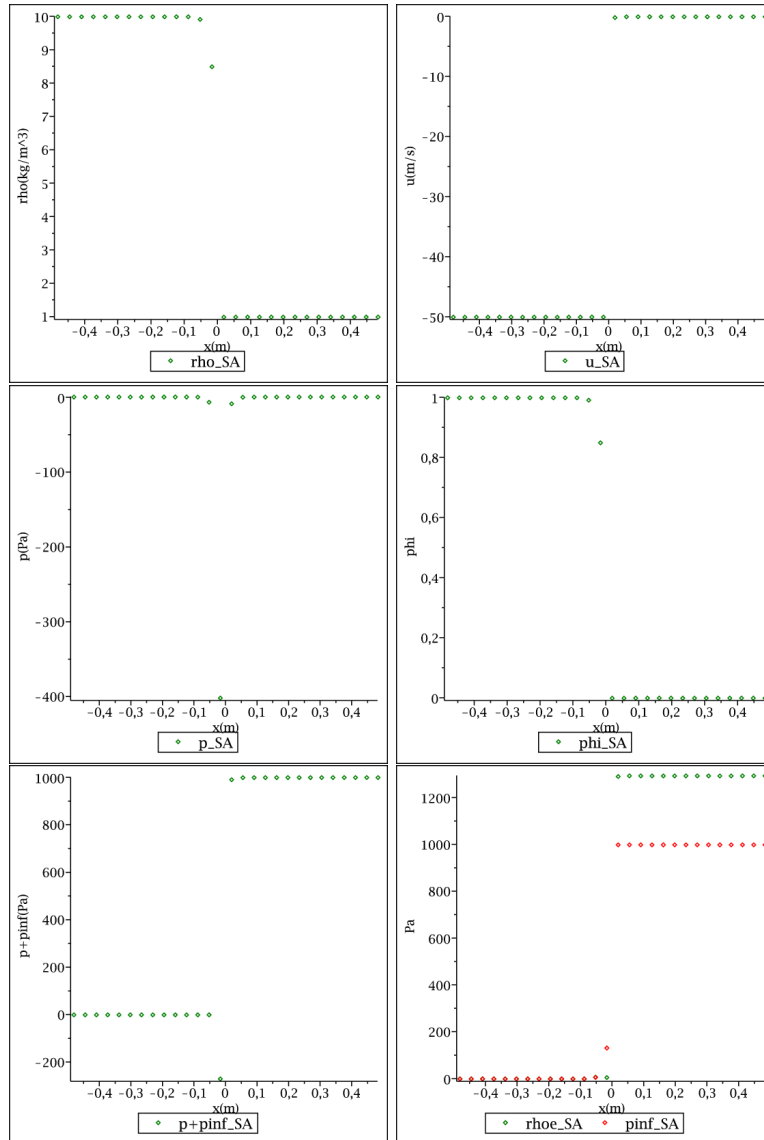 10
9
8
7
6
5
4
3
2
1
rho(kg/m^3)
-0,4 -0,3 -0,2 -0,1 0 0,1 0,2 0,3 0,4
x(m)
rho_SA
0
-10
-20
-30
-40
-50
u(m/s)
-0,4 -0,3 -0,2 -0,1 0 0,1 0,2 0,3 0,4
x(m)
u_SA
0
-100
-200
-300
-400
p(Pa)
-0,4 -0,3 -0,2 -0,1 0 0,1 0,2 0,3 0,4
x(m)
p_SA
1
0,8
0,6
0,4
0,2
0
phi
-0,4 -0,3 -0,2 -0,1 0 0,1 0,2 0,3 0,4
x(m)
phi_SA
1000
800
600
400
200
0
-200
p+pinf(Pa)
-0,4 -0,3 -0,2 -0,1 0 0,1 0,2 0,3 0,4
x(m)
p+pinf_SA
1200
1000
800
600
400
200
0
Pa
-0,4 -0,3 -0,2 -0,1 0 0,1 0,2 0,3 0,4
x(m)
rhoe_SA pinf_SA